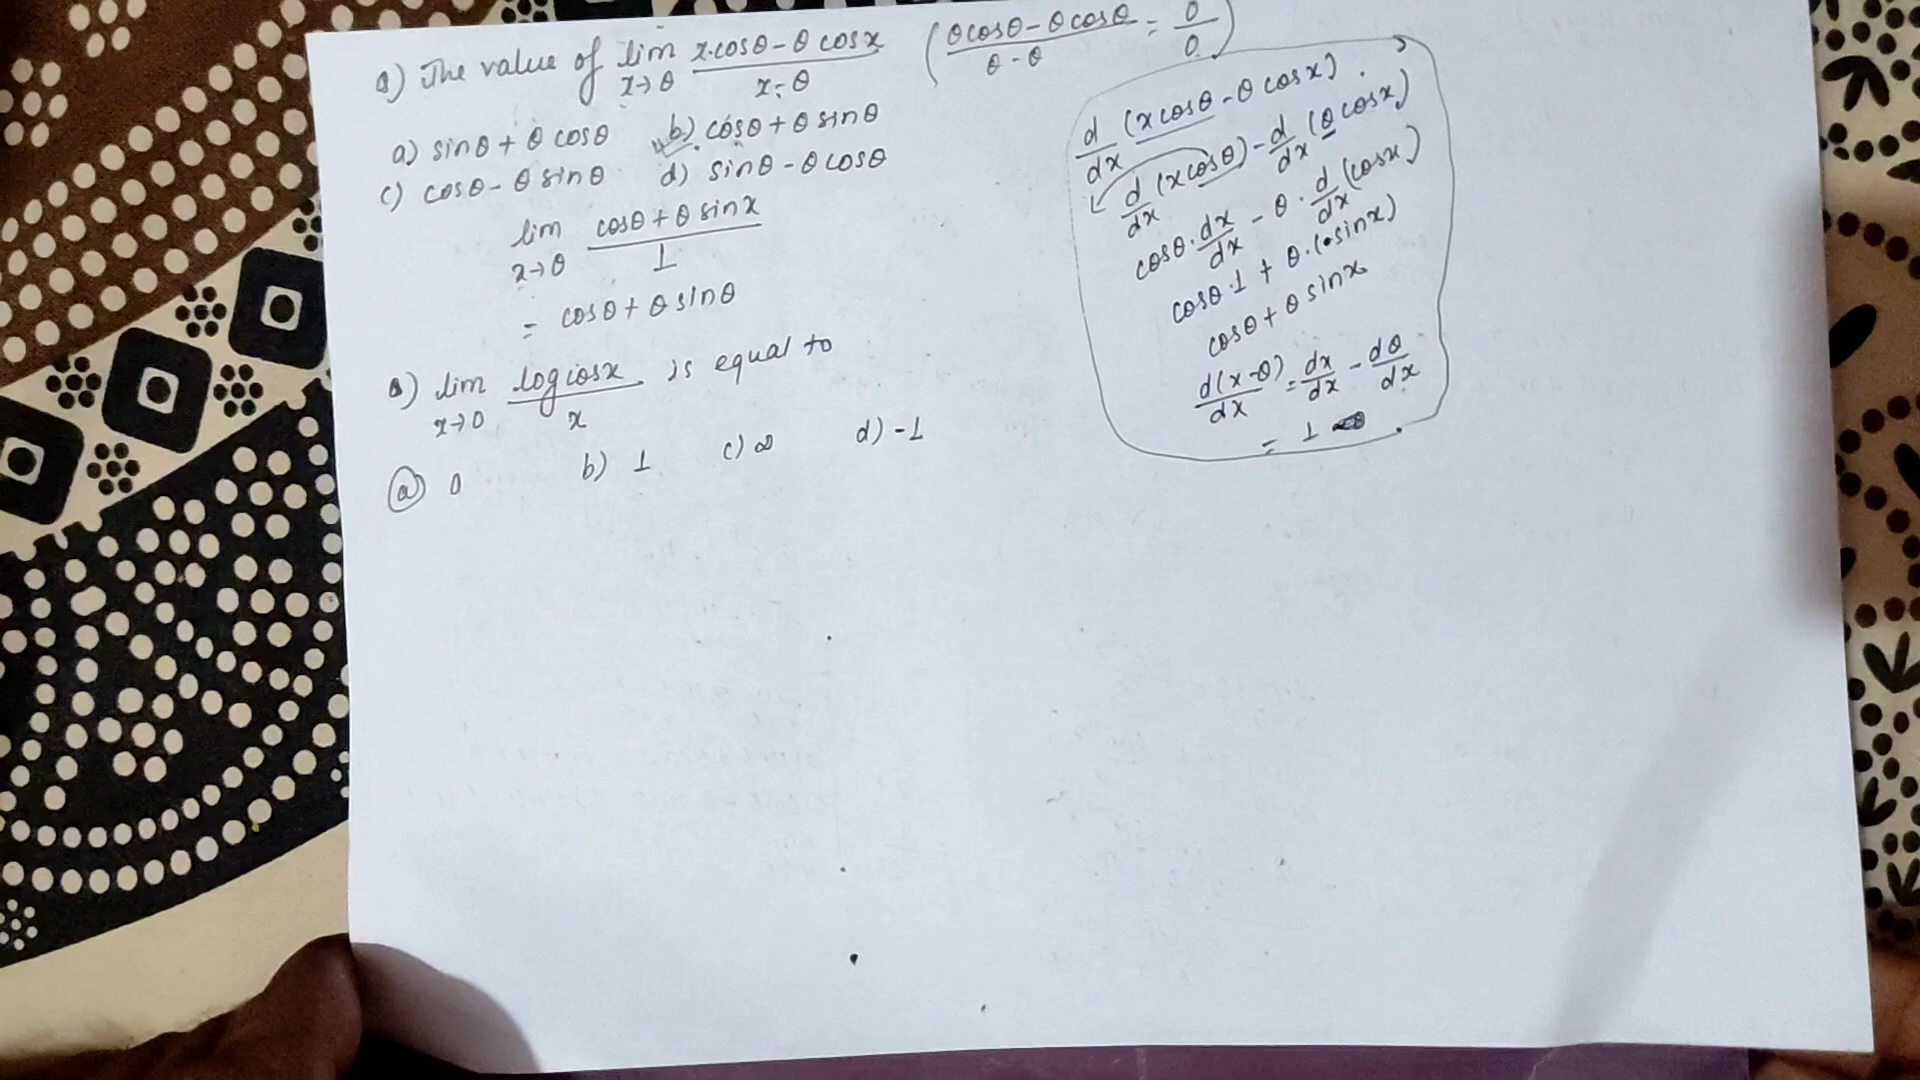 Q) The value of lim x→θ x.cosθ - θ cosx / x-θ (θcosθ - θcosθ / θ-θ = 0/0)
a) sinθ + θ cosθ b) cosθ + θ sinθ
c) cosθ - θ sinθ d) sinθ - θ cosθ
lim x→θ cosθ + θ sinx / 1
= cosθ + θ sinθ
Q) lim x→0 log cosx / x is equal to
a) 0 b) 1 c) ∞ d) -1
d/dx (x cosθ - θ cosx)
d/dx (x cosθ) - d/dx (θ cosx)
cosθ. dx/dx - θ. d/dx (cosx)
cosθ.1 + θ.(sinx)
cosθ + θ sinx
d(x-θ)/dx = dx/dx - dθ/dx
= 1